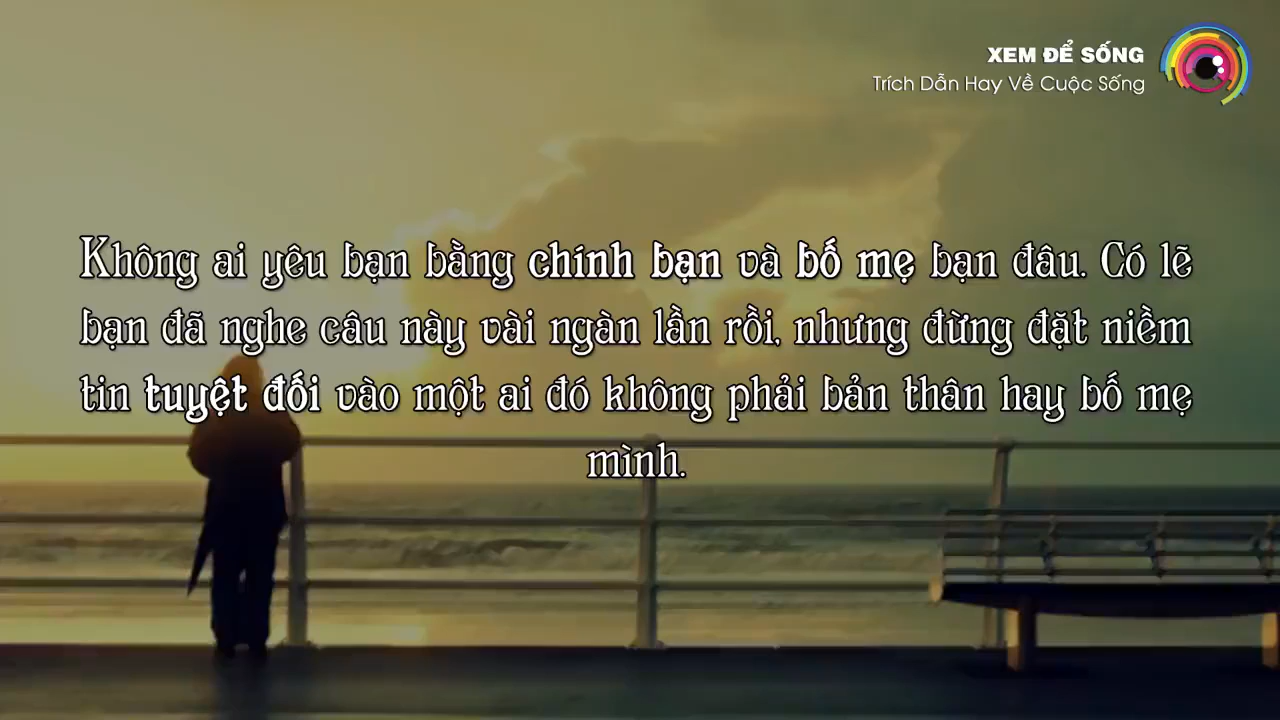 XEM ĐỂ SỐNG
Trích Dẫn Hay Về Cuộc Sống
Không ai yêu bạn bằng chính bạn và bố mẹ bạn đâu. Có lẽ
bạn đã nghe câu này vài ngàn lần rồi, nhưng đừng đặt niềm
tin tuyệt đối vào một ai đó không phải bản thân hay bố mẹ
mình.